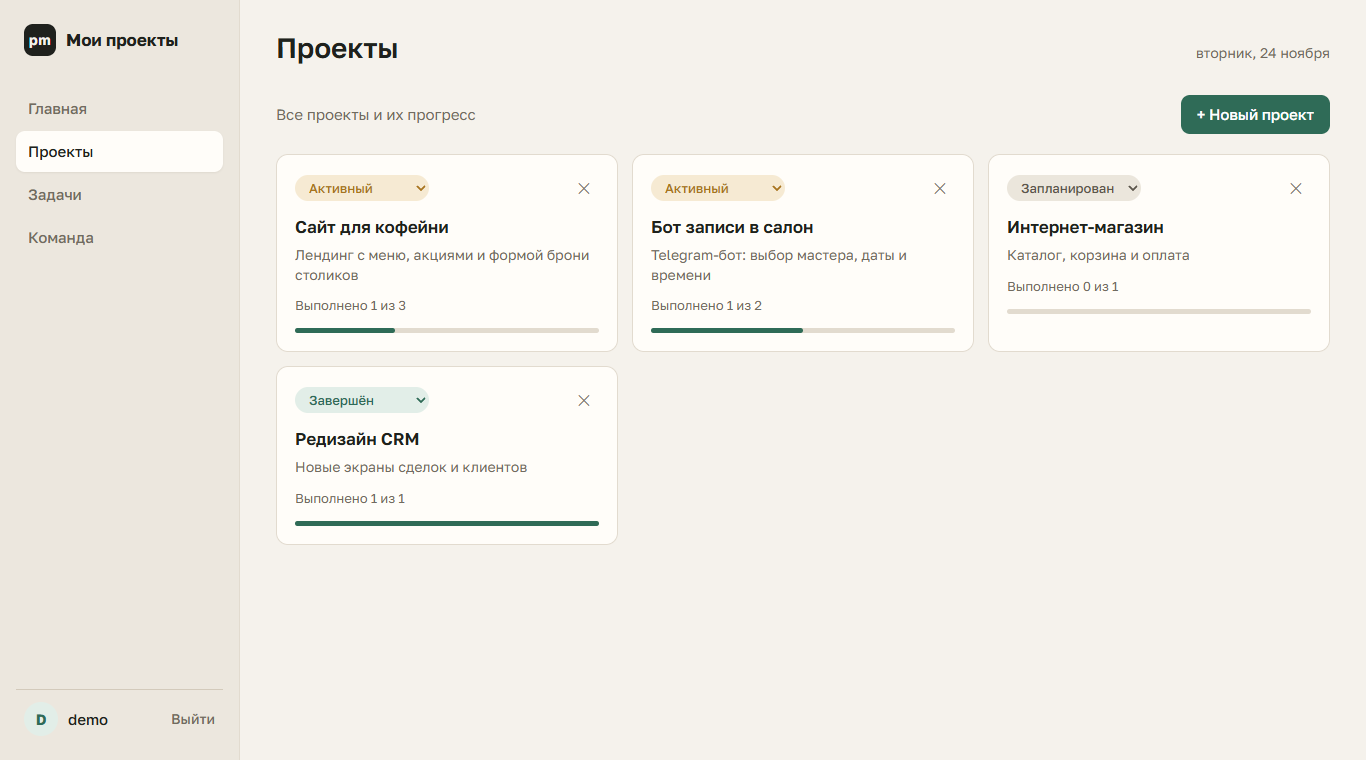 pm Мои проекты
Главная
Проекты
Задачи
Команда
D demo Выйти
Проекты
вторник, 24 ноября
Все проекты и их прогресс
+ Новый проект
Активный
Сайт для кофейни
Лендинг с меню, акциями и формой брони
столиков
Выполнено 1 из 3
Активный
Бот записи в салон
Telegram-бот: выбор мастера, даты и
времени
Выполнено 1 из 2
Запланирован
Интернет-магазин
Каталог, корзина и оплата
Выполнено 0 из 1
Завершён
Редизайн CRM
Новые экраны сделок и клиентов
Выполнено 1 из 1